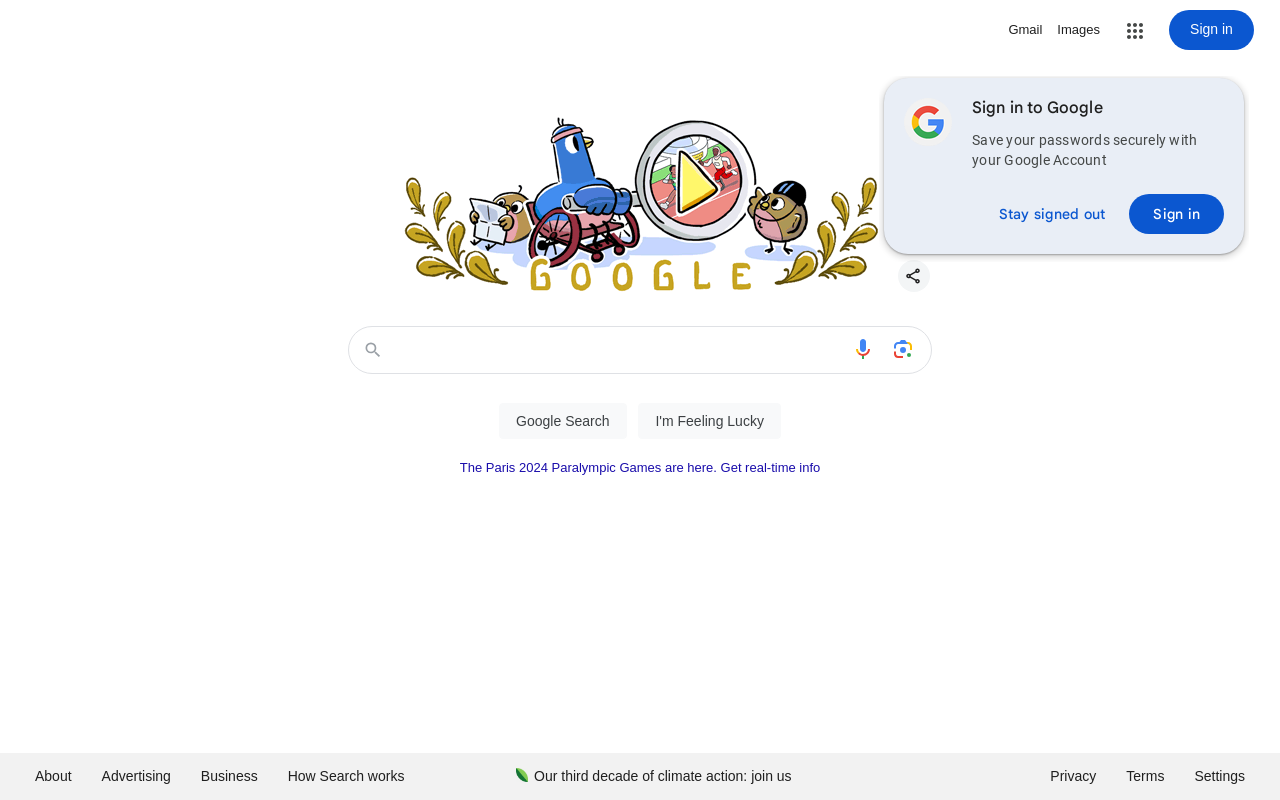 Gmail Images Sign in
Sign in to Google
Save your passwords securely with
your Google Account
Stay signed out Sign in
GOOGLE
Google Search I'm Feeling Lucky
The Paris 2024 Paralympic Games are here. Get real-time info
About Advertising Business How Search works Our third decade of climate action: join us Privacy Terms Settings